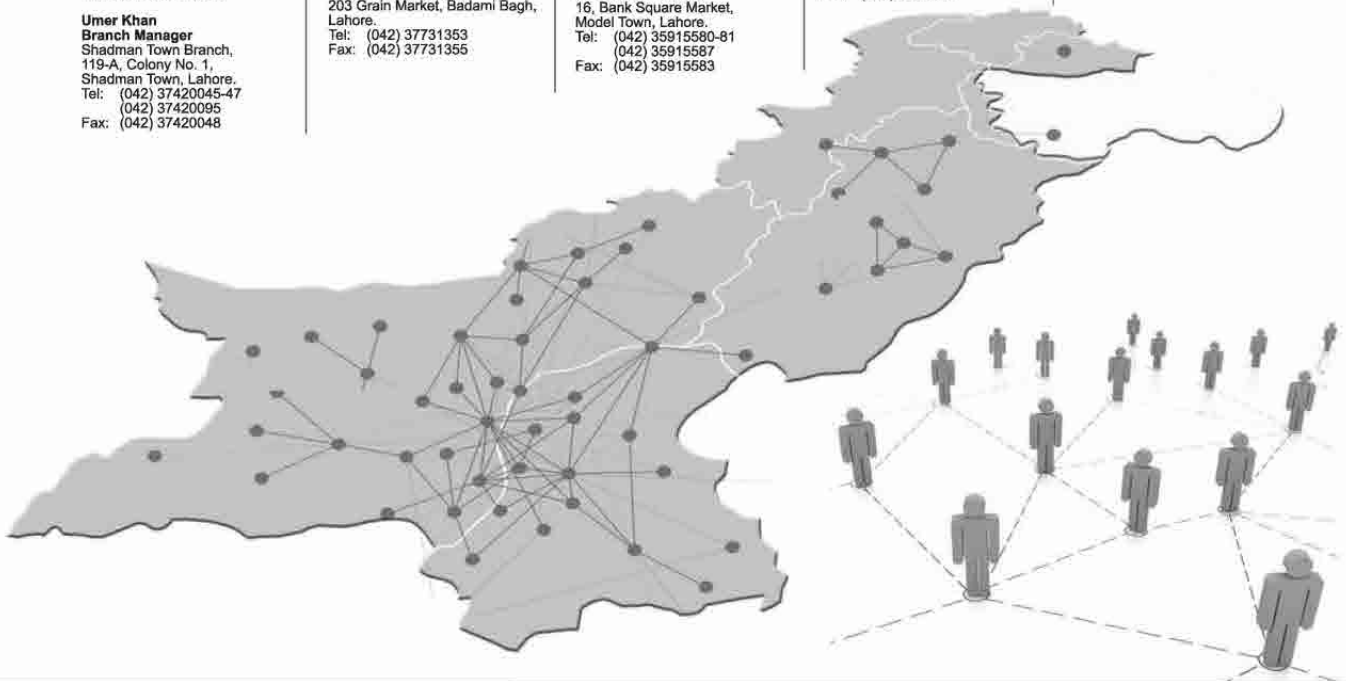 Umer Khan
Branch Manager
Shadman Town Branch,
119-A, Colony No. 1,
Shadman Town, Lahore.
Tel: (042) 37420045-47
(042) 37420095
Fax: (042) 37420048
203 Grain Market, Badami Bagh,
Lahore.
Tel: (042) 37731353
Fax: (042) 37731355
16, Bank Square Market,
Model Town, Lahore.
Tel: (042) 35915580-81
(042) 35915587
Fax: (042) 35915583